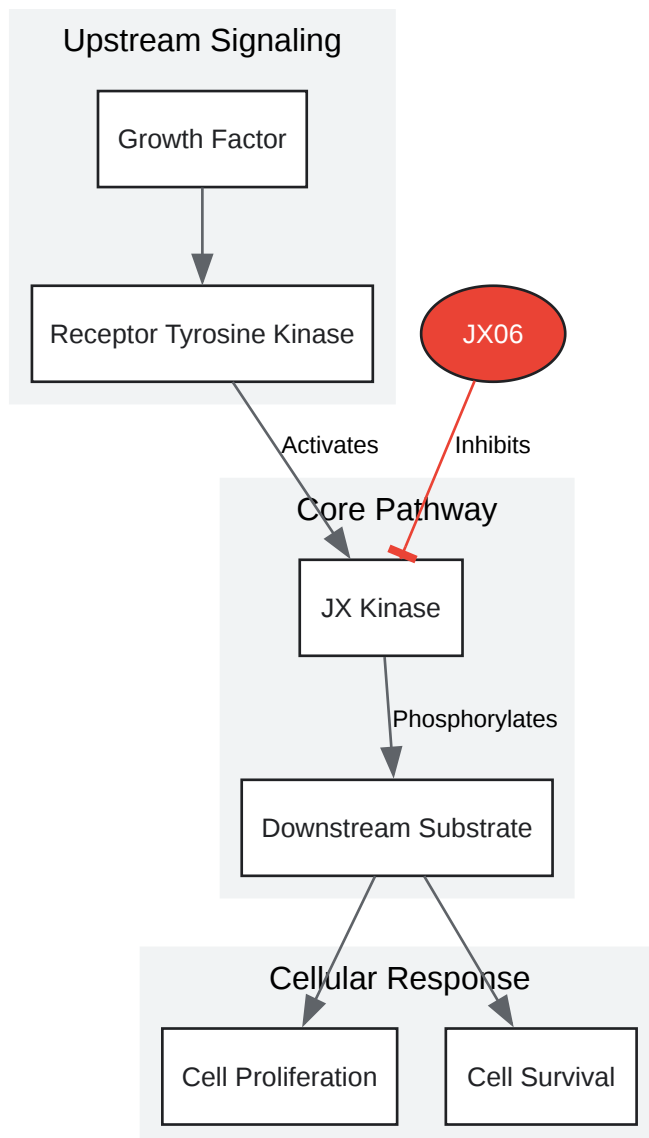 Upstream Signaling
Growth Factor
Receptor Tyrosine Kinase
JX06
Activates
Inhibits
Core Pathway
JX Kinase
Phosphorylates
Downstream Substrate
Cellular Response
Cell Proliferation
Cell Survival